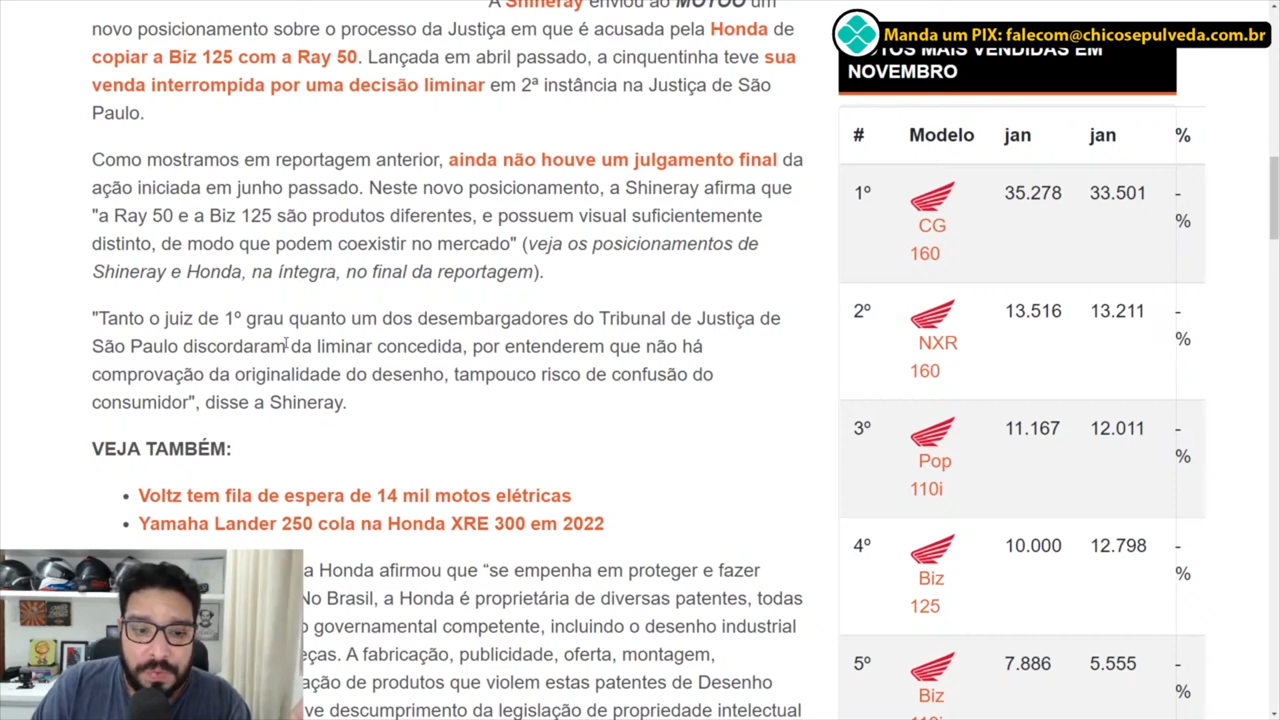 A Shineray enviou ao MOTOO um
novo posicionamento sobre o processo da Justiça em que é acusada pela Honda de
copiar a Biz 125 com a Ray 50. Lançada em abril passado, a cinquentinha teve sua
venda interrompida por uma decisão liminar em 2ª instância na Justiça de São
Paulo.
Como mostramos em reportagem anterior, ainda não houve um julgamento final da
ação iniciada em junho passado. Neste novo posicionamento, a Shineray afirma que
"a Ray 50 e a Biz 125 são produtos diferentes, e possuem visual suficientemente
distinto, de modo que podem coexistir no mercado" (veja os posicionamentos de
Shineray e Honda, na íntegra, no final da reportagem).
"Tanto o juiz de 1º grau quanto um dos desembargadores do Tribunal de Justiça de
São Paulo discordaram da liminar concedida, por entenderem que não há
comprovação da originalidade do desenho, tampouco risco de confusão do
consumidor", disse a Shineray.
VEJA TAMBÉM:
• Voltz tem fila de espera de 14 mil motos elétricas
• Yamaha Lander 250 cola na Honda XRE 300 em 2022
a Honda afirmou que “se empenha em proteger e fazer
No Brasil, a Honda é proprietária de diversas patentes, todas
o governamental competente, incluindo o desenho industrial
eças. A fabricação, publicidade, oferta, montagem,
ação de produtos que violem estas patentes de Desenho
ve descumprimento da legislação de propriedade intelectual
Manda um PIX: falecom@chicosepulveda.com.br
MAIS VENDIDAS EM
NOVEMBRO
# Modelo jan jan %
1º 35.278 33.501 -
CG %
160
2º 13.516 13.211 -
NXR %
160
3º 11.167 12.011 -
Pop %
110i
4º 10.000 12.798 -
Biz %
125
5º 7.886 5.555 -
Biz %